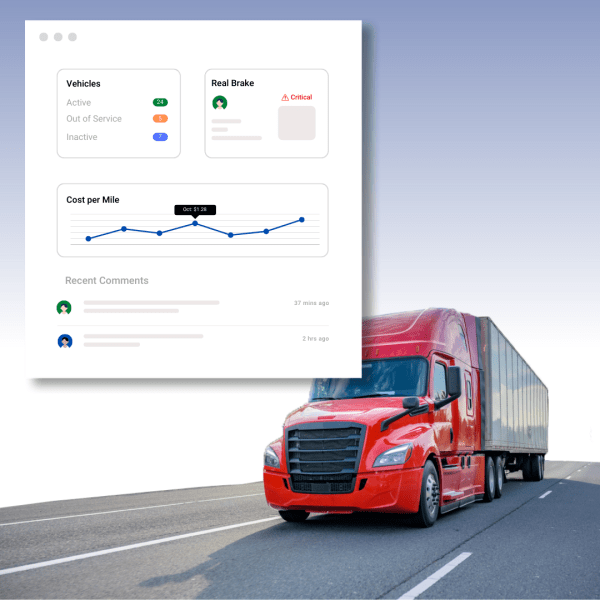 Vehicles
Active 24
Out of Service 5
Inactive 7
Real Brake
Critical
Cost per Mile
Oct: $1.28
Recent Comments
37 mins ago
2 hrs ago